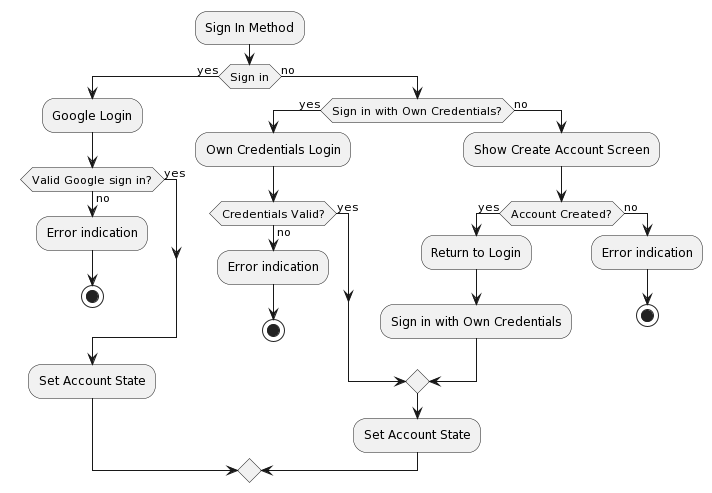 Sign In Method
yes
Sign in
no
Google Login
yes
Sign in with Own Credentials?
no
Own Credentials Login
Show Create Account Screen
Valid Google sign in?
yes
no
Credentials Valid?
yes
no
yes
Account Created?
no
Error indication
Error indication
Return to Login
Error indication
Sign in with Own Credentials
Set Account State
Set Account State